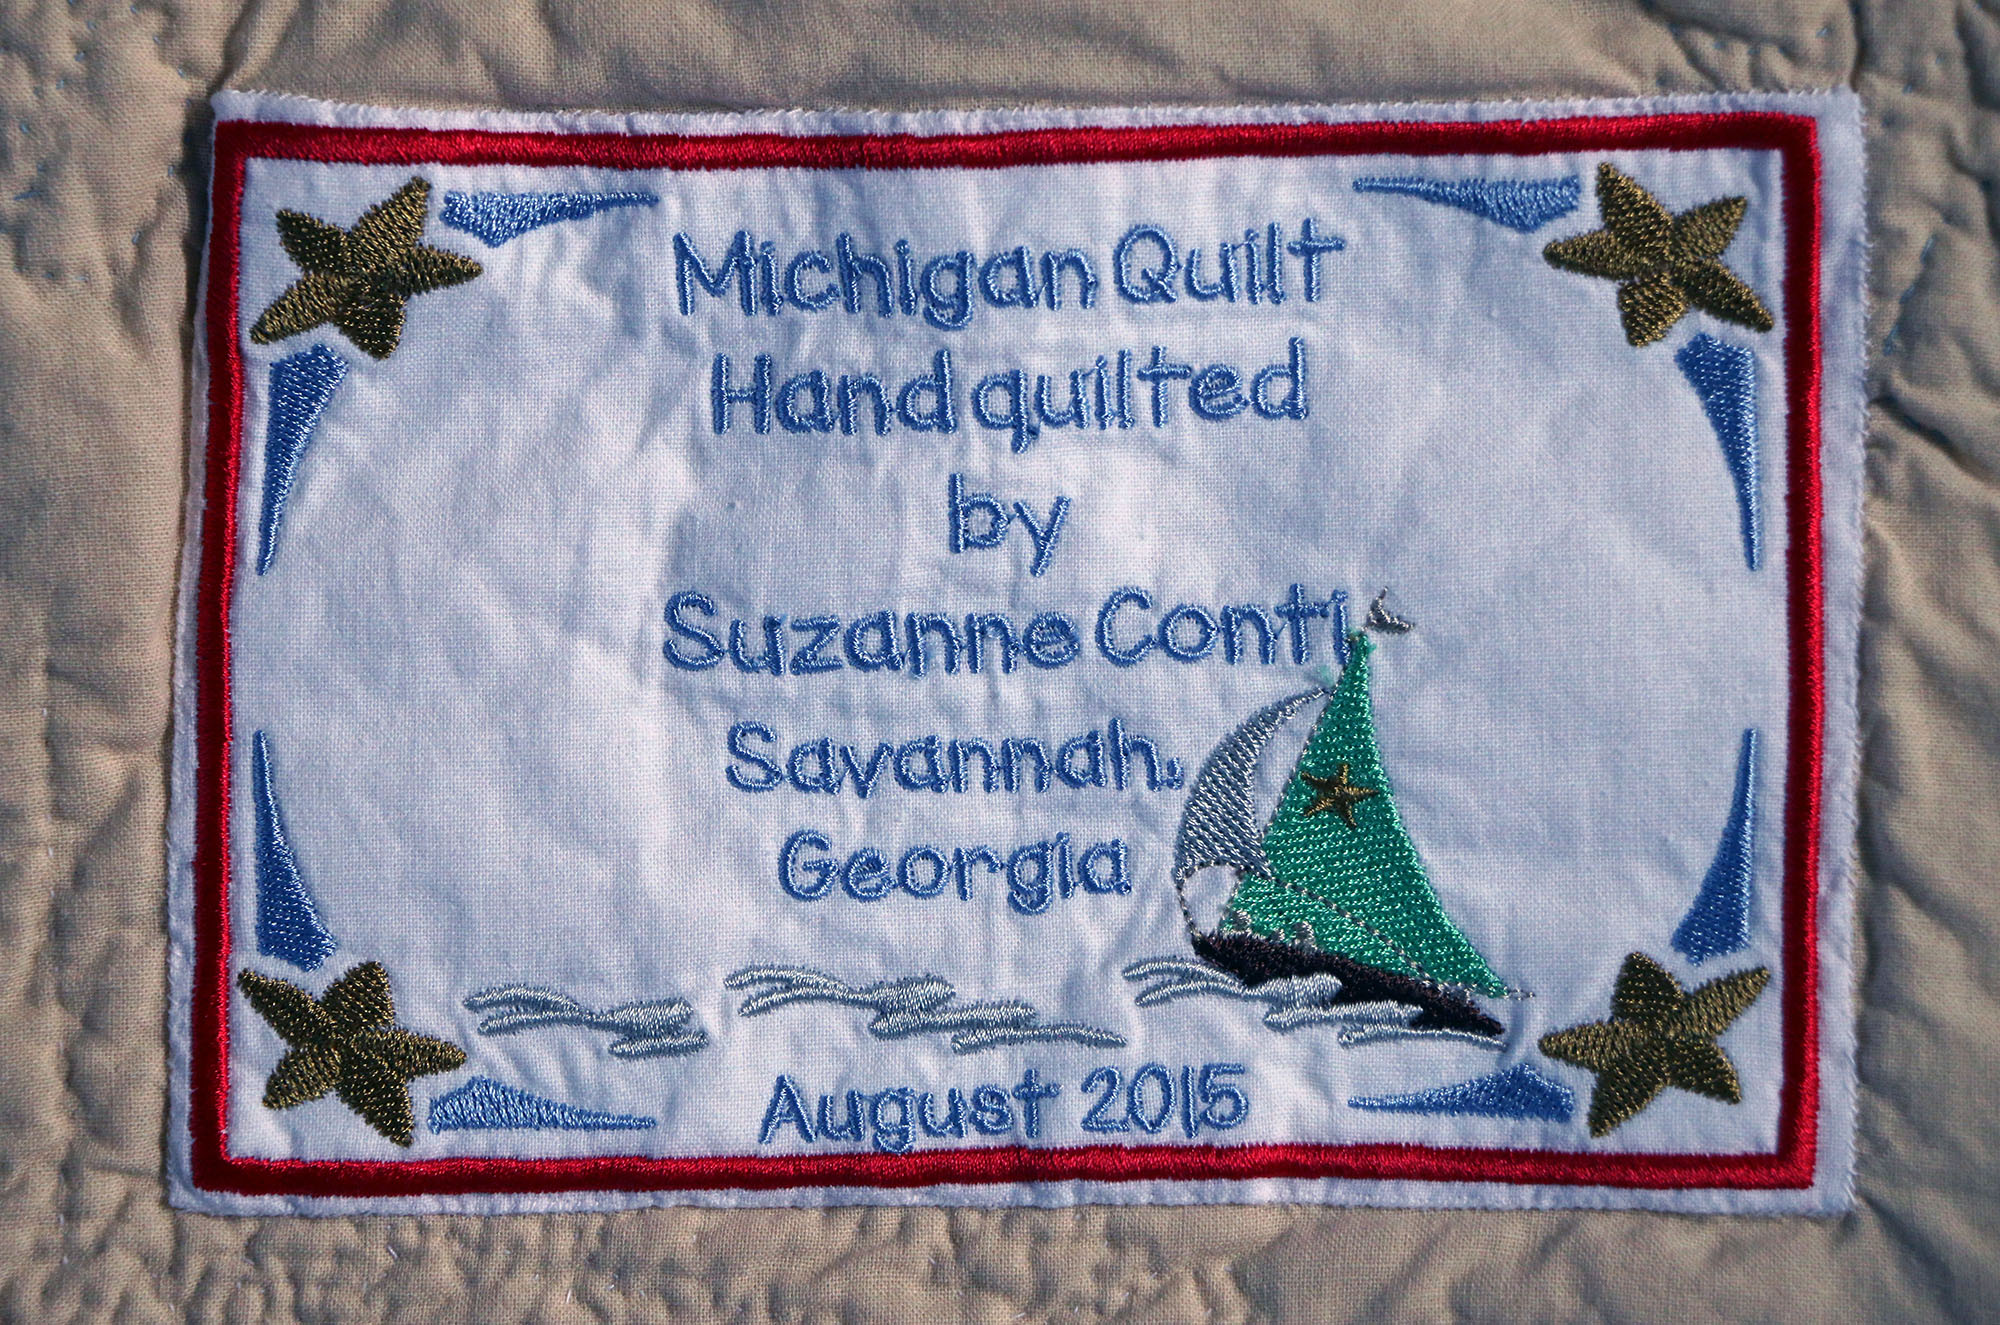 Michigan Quilt
Hand quilted
by
Suzanne Conti
Savannah,
Georgia
August 2015